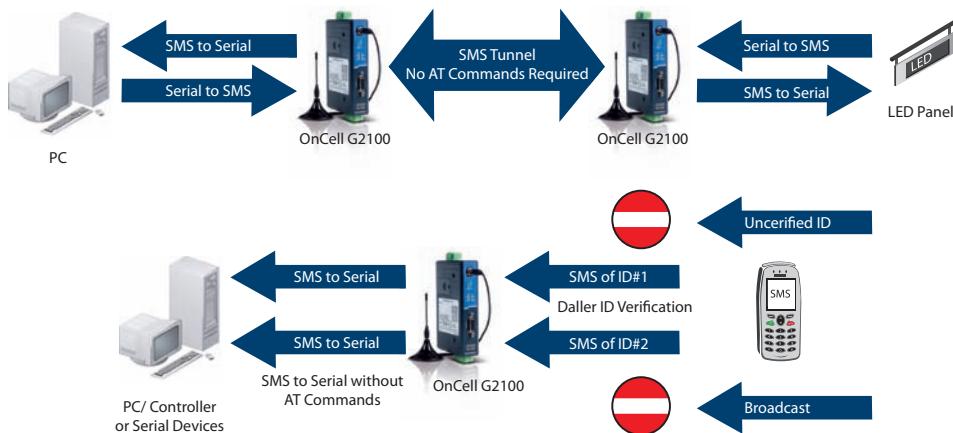 SMS to Serial
Serial to SMS
PC
OnCell G2100
SMS Tunnel
No AT Commands Required
OnCell G2100
Serial to SMS
SMS to Serial
LED
LED Panel
Uncerified ID
SMS to Serial
SMS of ID#1
Daller ID Verification
SMS
SMS to Serial
SMS of ID#2
SMS to Serial without
AT Commands
OnCell G2100
PC/ Controller
or Serial Devices
Broadcast